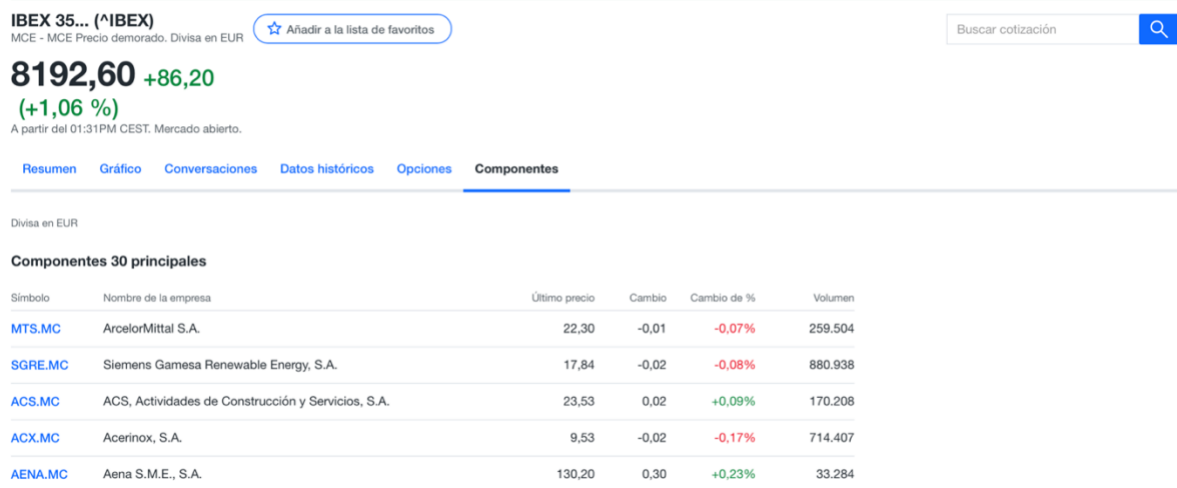 IBEX 35... (^IBEX)
MCE - MCE Precio demorado. Divisa en EUR
Añadir a la lista de favoritos
Buscar cotización
8192,60 +86,20
(+1,06 %)
A partir del 01:31PM CEST. Mercado abierto.
Resumen Gráfico Conversaciones Datos históricos Opciones Componentes
Divisa en EUR
Componentes 30 principales
Símbolo Nombre de la empresa Último precio Cambio Cambio de % Volumen
MTS.MC ArcelorMittal S.A. 22,30 -0,01 -0,07% 259.504
SGRE.MC Siemens Gamesa Renewable Energy, S.A. 17,84 -0,02 -0,08% 880.938
ACS.MC ACS, Actividades de Construcción y Servicios, S.A. 23,53 0,02 +0,09% 170.208
ACX.MC Acerinox, S.A. 9,53 -0,02 -0,17% 714.407
AENA.MC Aena S.M.E., S.A. 130,20 0,30 +0,23% 33.284